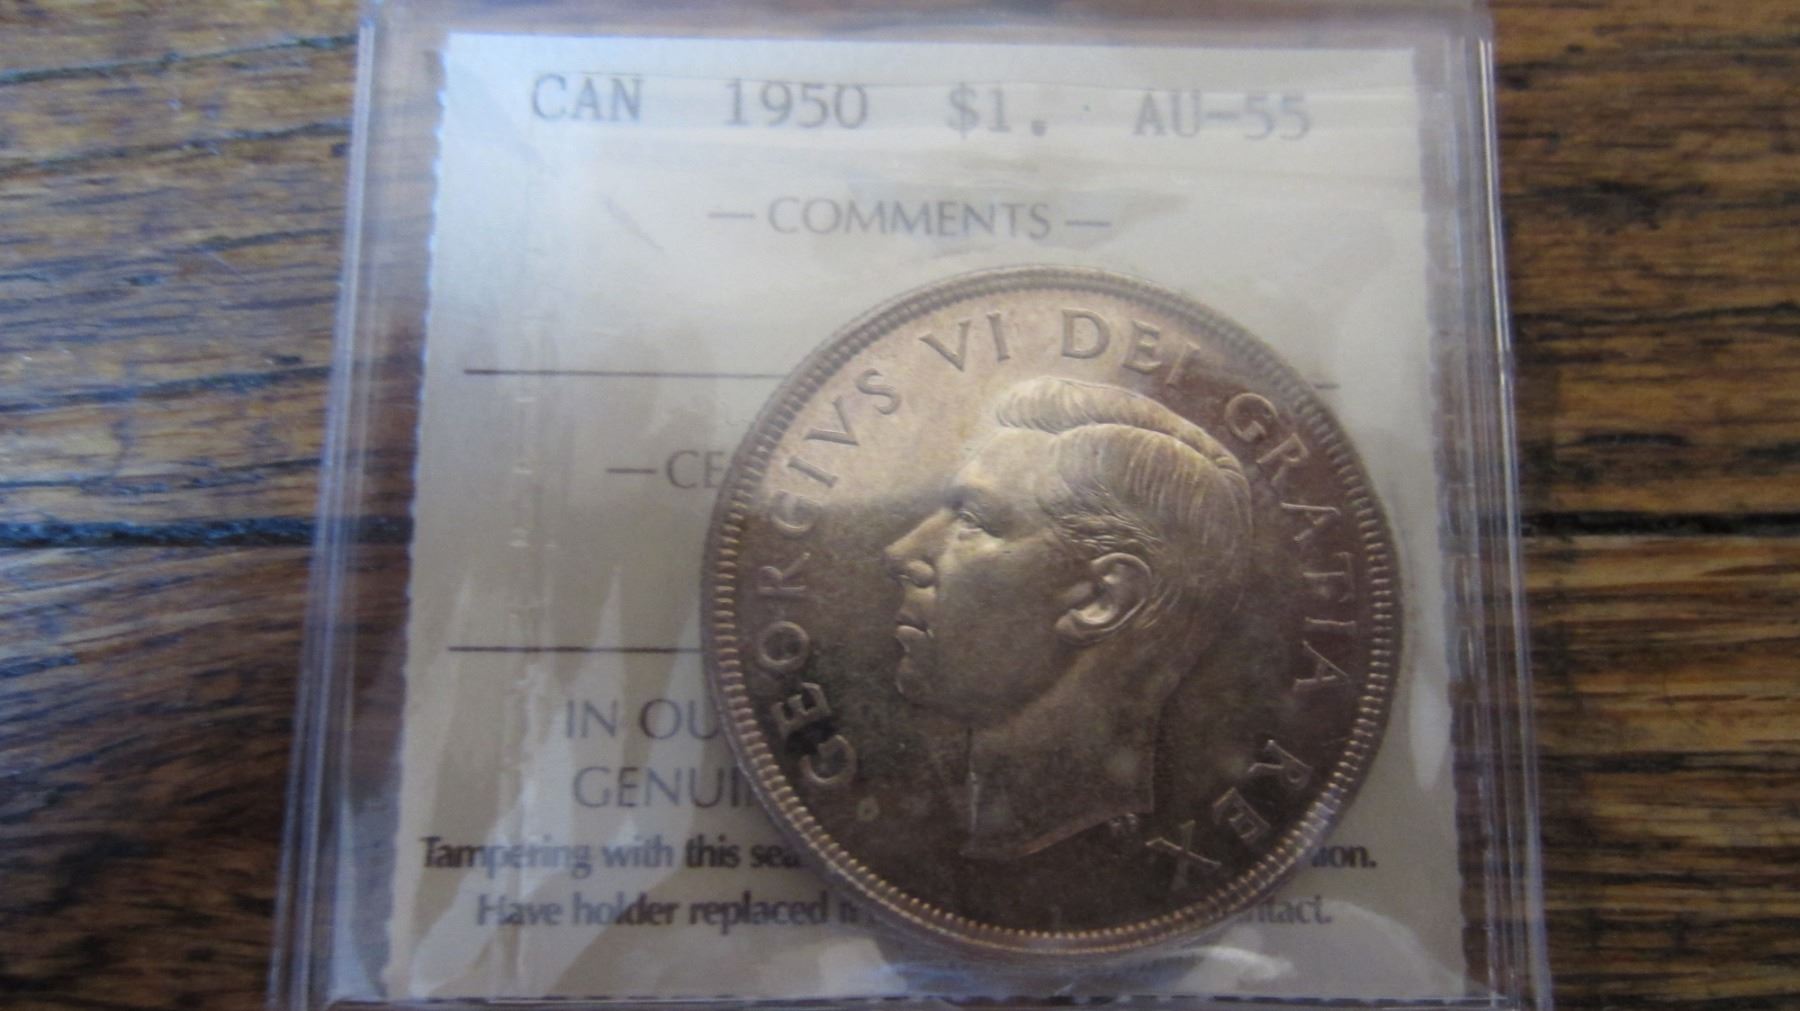 CAN 1950 $1. AU-55
— COMMENTS —
GEORGIVS VI DEI GRATIA REX
— CE
IN OU
GENUI
Tampering with this sea
Have holder replaced